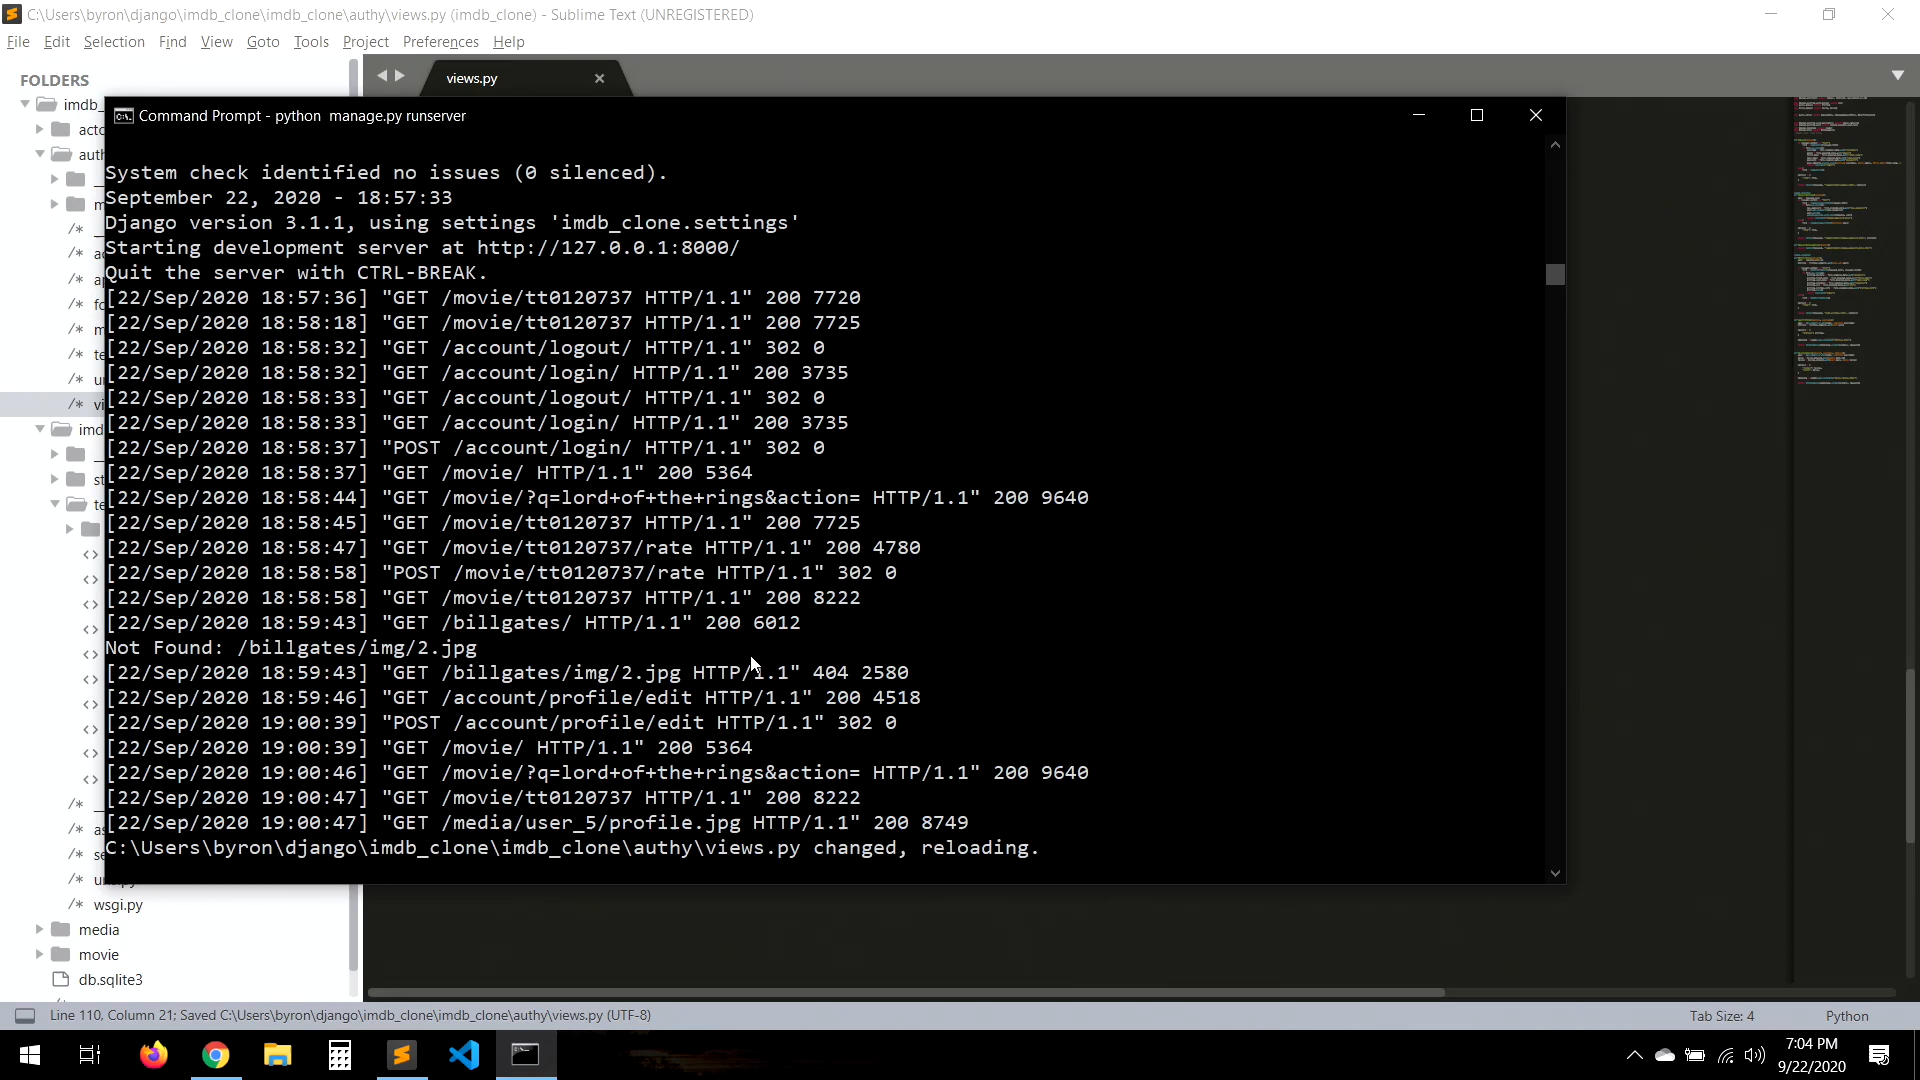 C:\Users\byron\django\imdb_clone\imdb_clone\authy\views.py (imdb_clone) - Sublime Text (UNREGISTERED)
File Edit Selection Find View Goto Tools Project Preferences Help
FOLDERS
views.py
imdb_
Command Prompt - python manage.py runserver
System check identified no issues (0 silenced).
September 22, 2020 - 18:57:33
Django version 3.1.1, using settings 'imdb_clone.settings'
Starting development server at http://127.0.0.1:8000/
Quit the server with CTRL-BREAK.
[22/Sep/2020 18:57:36] "GET /movie/tt0120737 HTTP/1.1" 200 7720
[22/Sep/2020 18:58:18] "GET /movie/tt0120737 HTTP/1.1" 200 7725
[22/Sep/2020 18:58:32] "GET /account/logout/ HTTP/1.1" 302 0
[22/Sep/2020 18:58:32] "GET /account/login/ HTTP/1.1" 200 3735
[22/Sep/2020 18:58:33] "GET /account/logout/ HTTP/1.1" 302 0
[22/Sep/2020 18:58:33] "GET /account/login/ HTTP/1.1" 200 3735
[22/Sep/2020 18:58:37] "POST /account/login/ HTTP/1.1" 302 0
[22/Sep/2020 18:58:37] "GET /movie/ HTTP/1.1" 200 5364
[22/Sep/2020 18:58:44] "GET /movie/?q=lord+of+the+rings&action= HTTP/1.1" 200 9640
[22/Sep/2020 18:58:45] "GET /movie/tt0120737 HTTP/1.1" 200 7725
[22/Sep/2020 18:58:47] "GET /movie/tt0120737/rate HTTP/1.1" 200 4780
[22/Sep/2020 18:58:58] "POST /movie/tt0120737/rate HTTP/1.1" 302 0
[22/Sep/2020 18:58:58] "GET /movie/tt0120737 HTTP/1.1" 200 8222
[22/Sep/2020 18:59:43] "GET /billgates/ HTTP/1.1" 200 6012
Not Found: /billgates/img/2.jpg
[22/Sep/2020 18:59:43] "GET /billgates/img/2.jpg HTTP/1.1" 404 2580
[22/Sep/2020 18:59:46] "GET /account/profile/edit HTTP/1.1" 200 4518
[22/Sep/2020 19:00:39] "POST /account/profile/edit HTTP/1.1" 302 0
[22/Sep/2020 19:00:39] "GET /movie/ HTTP/1.1" 200 5364
[22/Sep/2020 19:00:46] "GET /movie/?q=lord+of+the+rings&action= HTTP/1.1" 200 9640
[22/Sep/2020 19:00:47] "GET /movie/tt0120737 HTTP/1.1" 200 8222
[22/Sep/2020 19:00:47] "GET /media/user_5/profile.jpg HTTP/1.1" 200 8749
C:\Users\byron\django\imdb_clone\imdb_clone\authy\views.py changed, reloading.
wsgi.py
media
movie
db.sqlite3
Line 110, Column 21; Saved C:\Users\byron\django\imdb_clone\imdb_clone\authy\views.py (UTF-8)
Tab Size: 4
Python
7:04 PM
9/22/2020